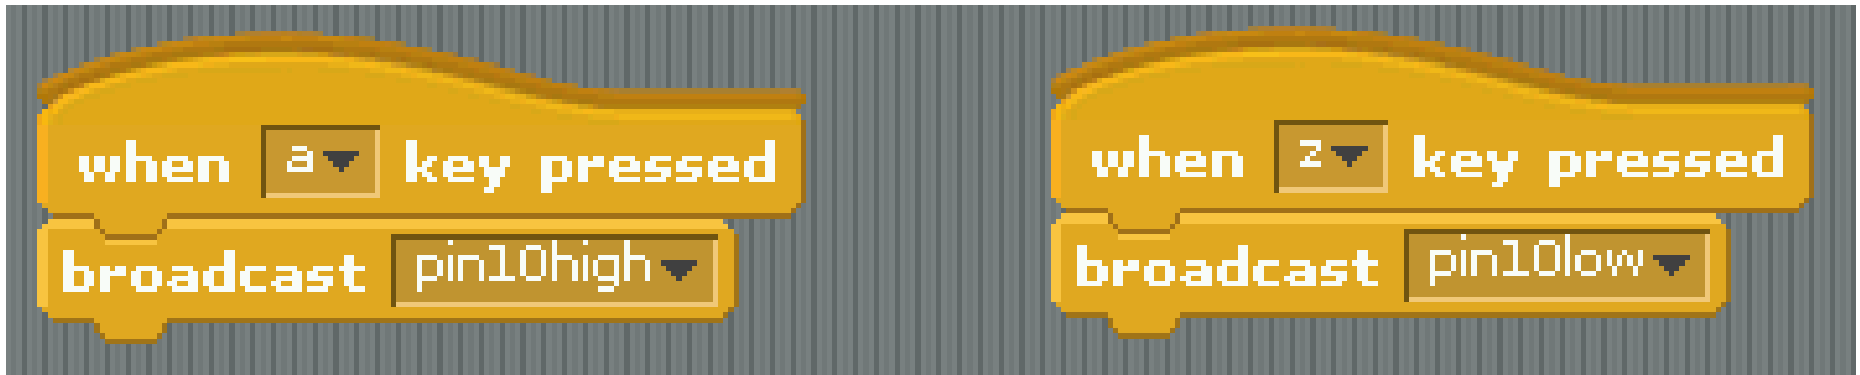 when a key pressed
broadcast pin10high
when z key pressed
broadcast pin10low